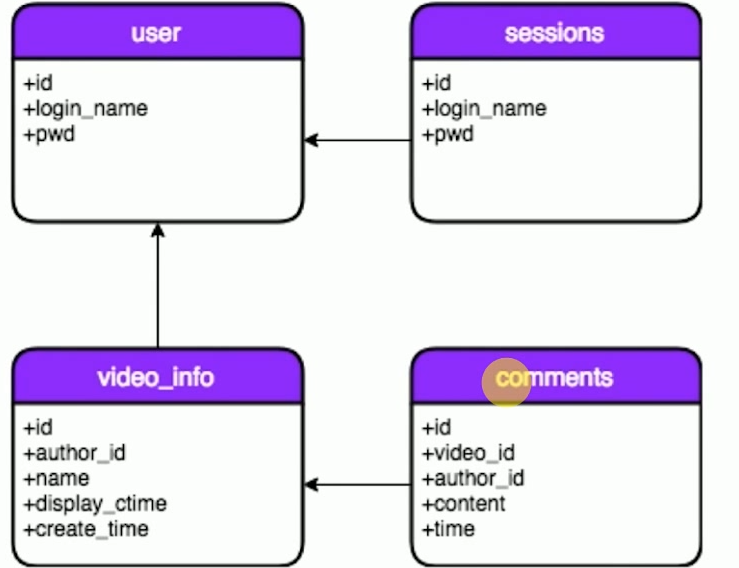 user
+id
+login_name
+pwd
sessions
+id
+login_name
+pwd
video_info
+id
+author_id
+name
+display_ctime
+create_time
comments
+id
+video_id
+author_id
+content
+time